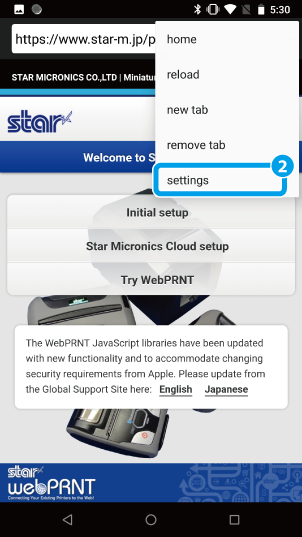 5:30
https://www.star-m.jp/p
home
reload
new tab
remove tab
settings
2
STAR MICRONICS CO.,LTD | Miniatur
star
Welcome to S
Initial setup
Star Micronics Cloud setup
Try WebPRNT
The WebPRNT JavaScript libraries have been updated
with new functionality and to accommodate changing
security requirements from Apple. Please update from
the Global Support Site here: English Japanese
star
webPRNT
Connecting Your Existing Printers to the Web!